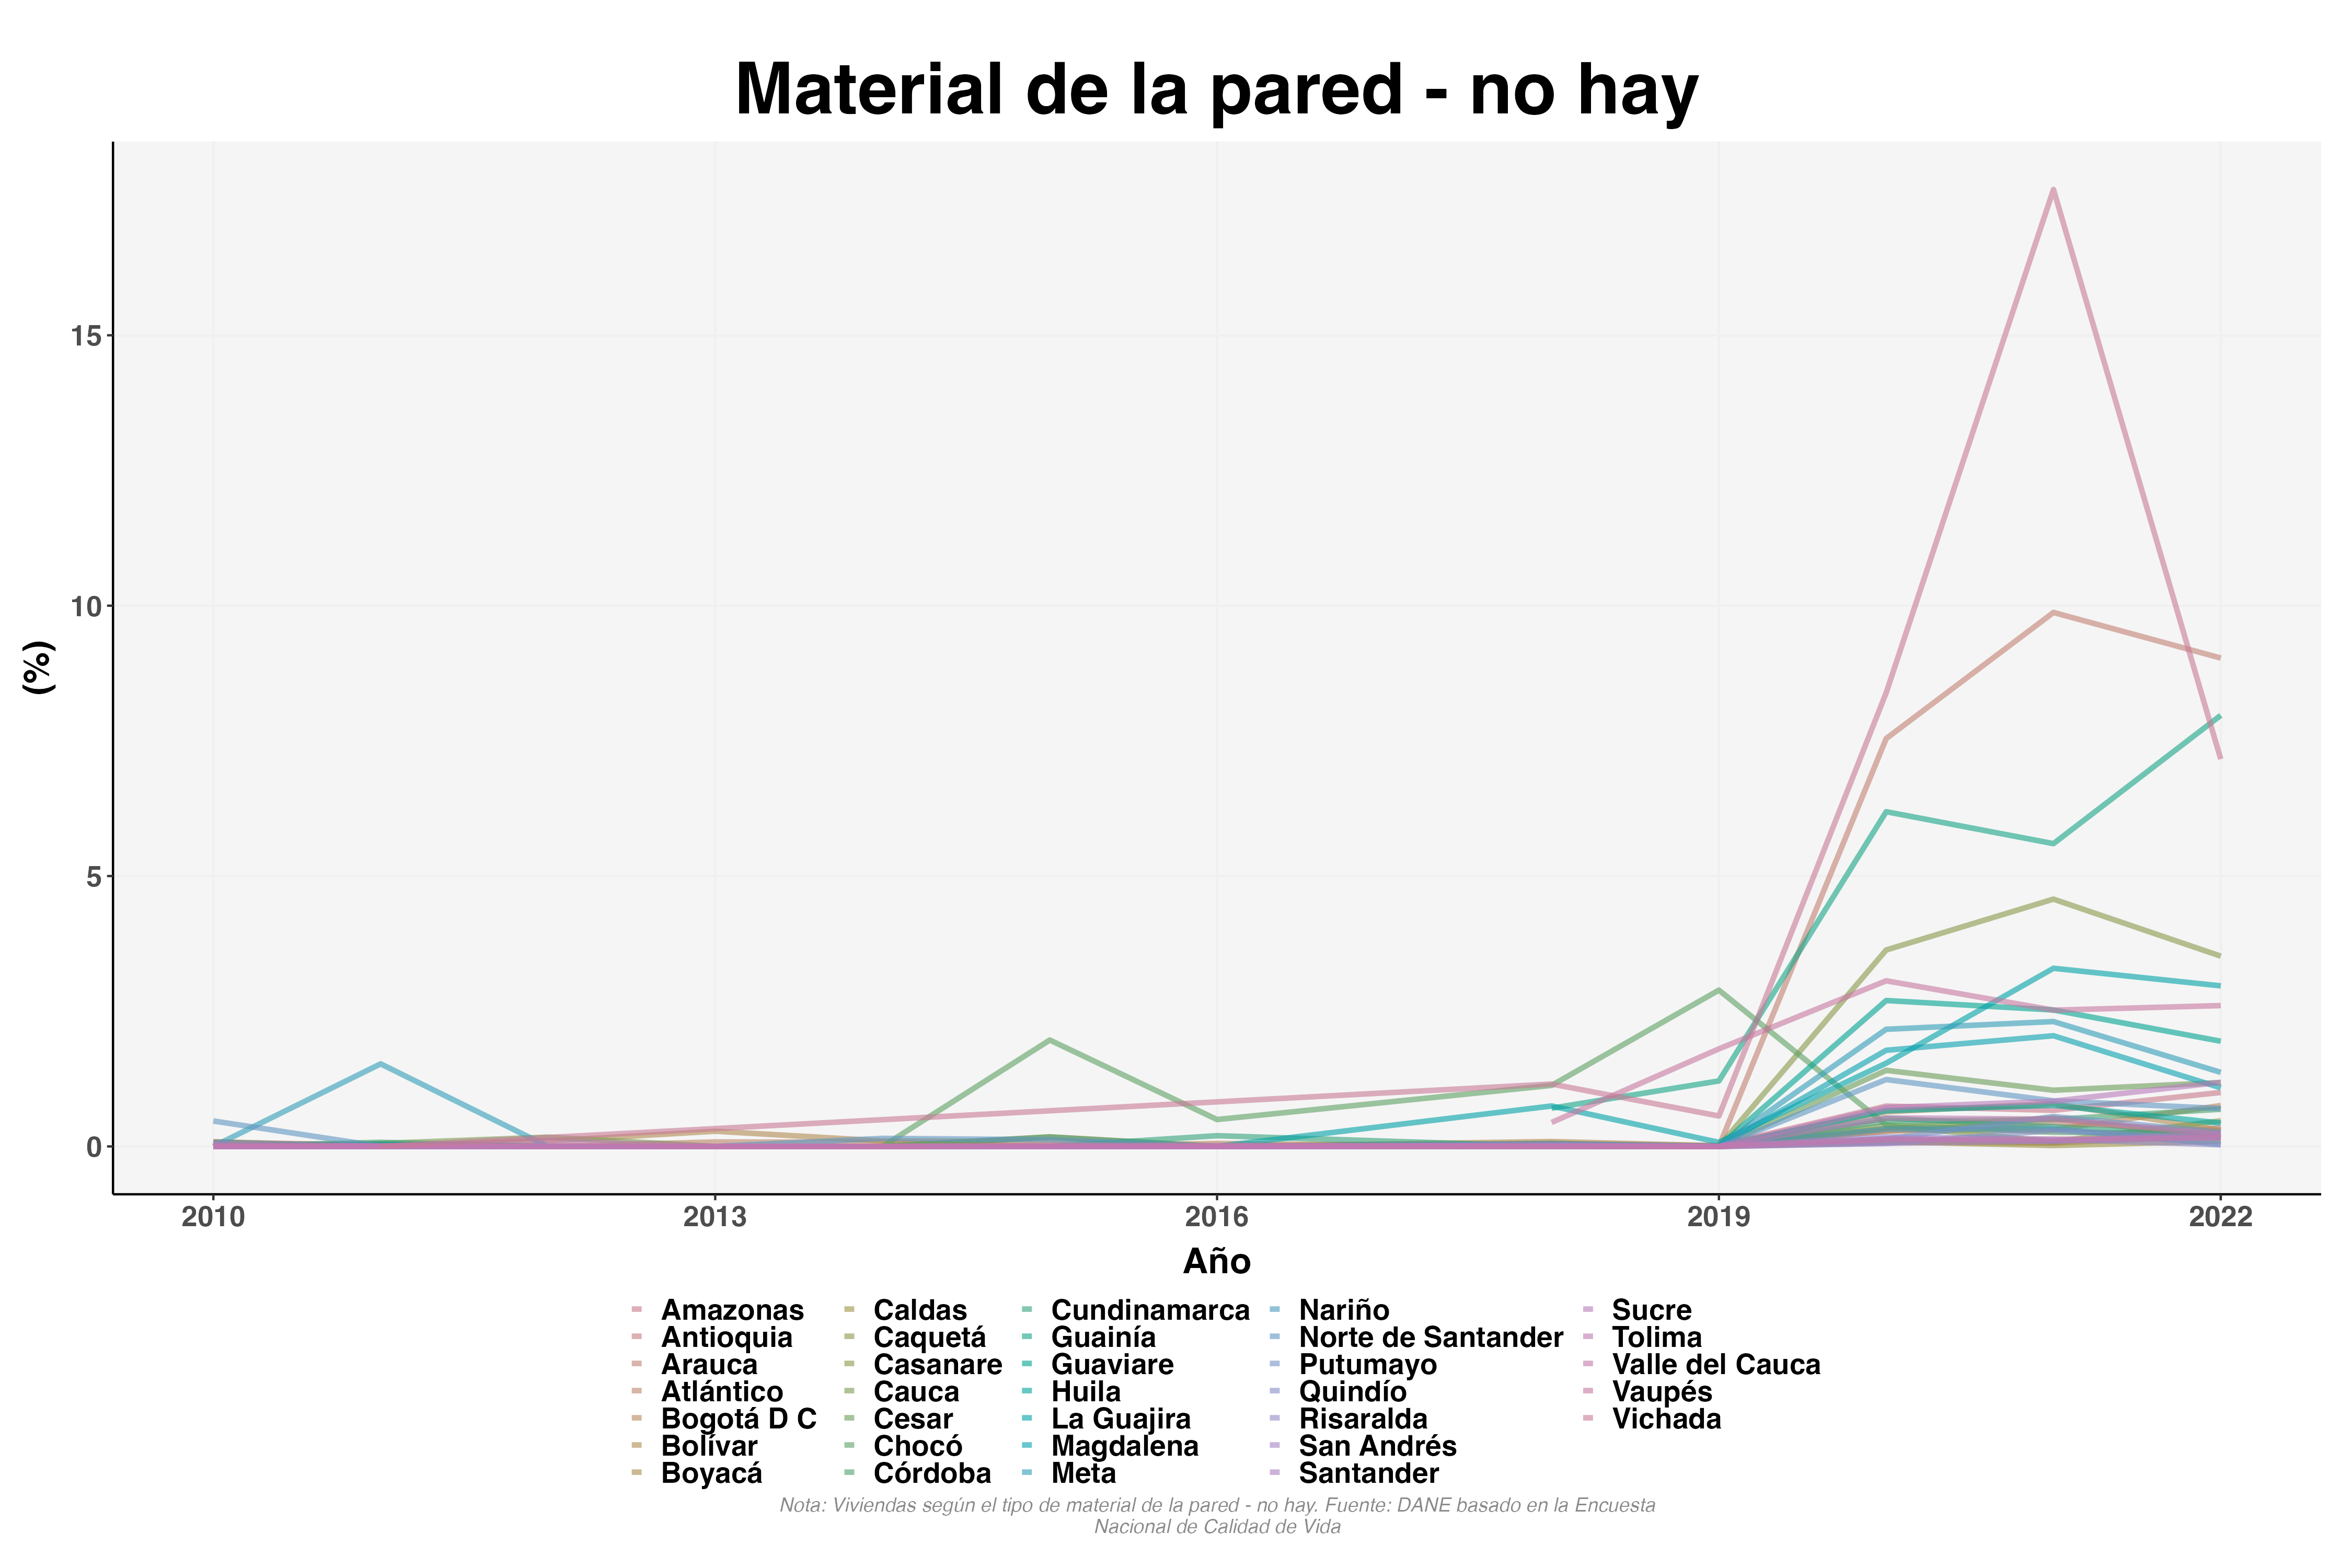 Material de la pared - no hay
(%)
15
10
5
0
2010 2013 2016 2019 2022
Año
Amazonas Caldas Cundinamarca Nariño Sucre
Antioquia Caquetá Guainía Norte de Santander Tolima
Arauca Casanare Guaviare Putumayo Valle del Cauca
Atlántico Cauca Huila Quindío Vaupés
Bogotá D C Cesar La Guajira Risaralda Vichada
Bolívar Chocó Magdalena San Andrés
Boyacá Córdoba Meta Santander
Nota: Viviendas según el tipo de material de la pared - no hay. Fuente: DANE basado en la Encuesta
Nacional de Calidad de Vida